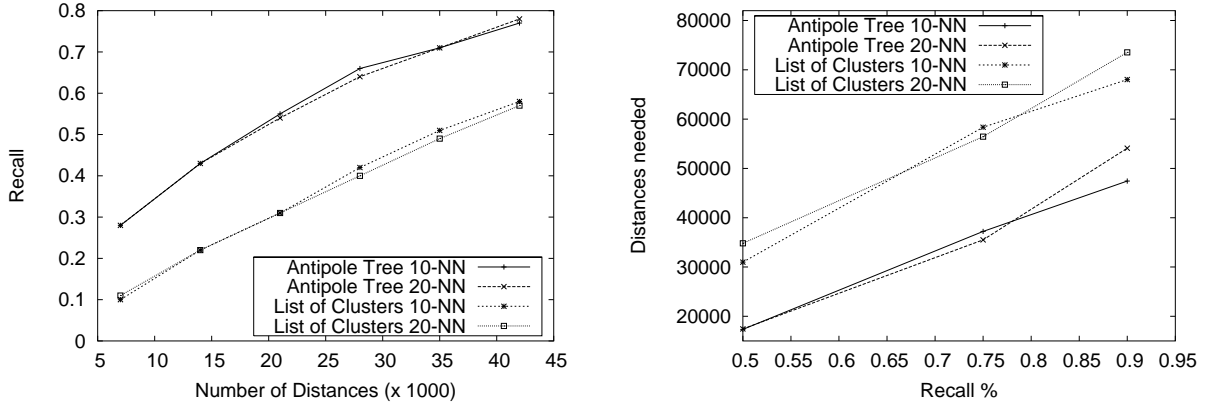 0.8
0.7
0.6
0.5
0.4
0.3
0.2
0.1
0
Recall
5 10 15 20 25 30 35 40 45
Number of Distances (x 1000)
Antipole Tree 10-NN
Antipole Tree 20-NN
List of Clusters 10-NN
List of Clusters 20-NN
80000
70000
60000
50000
40000
30000
20000
Distances needed
0.5 0.55 0.6 0.65 0.7 0.75 0.8 0.85 0.9 0.95
Recall %
Antipole Tree 10-NN
Antipole Tree 20-NN
List of Clusters 10-NN
List of Clusters 20-NN